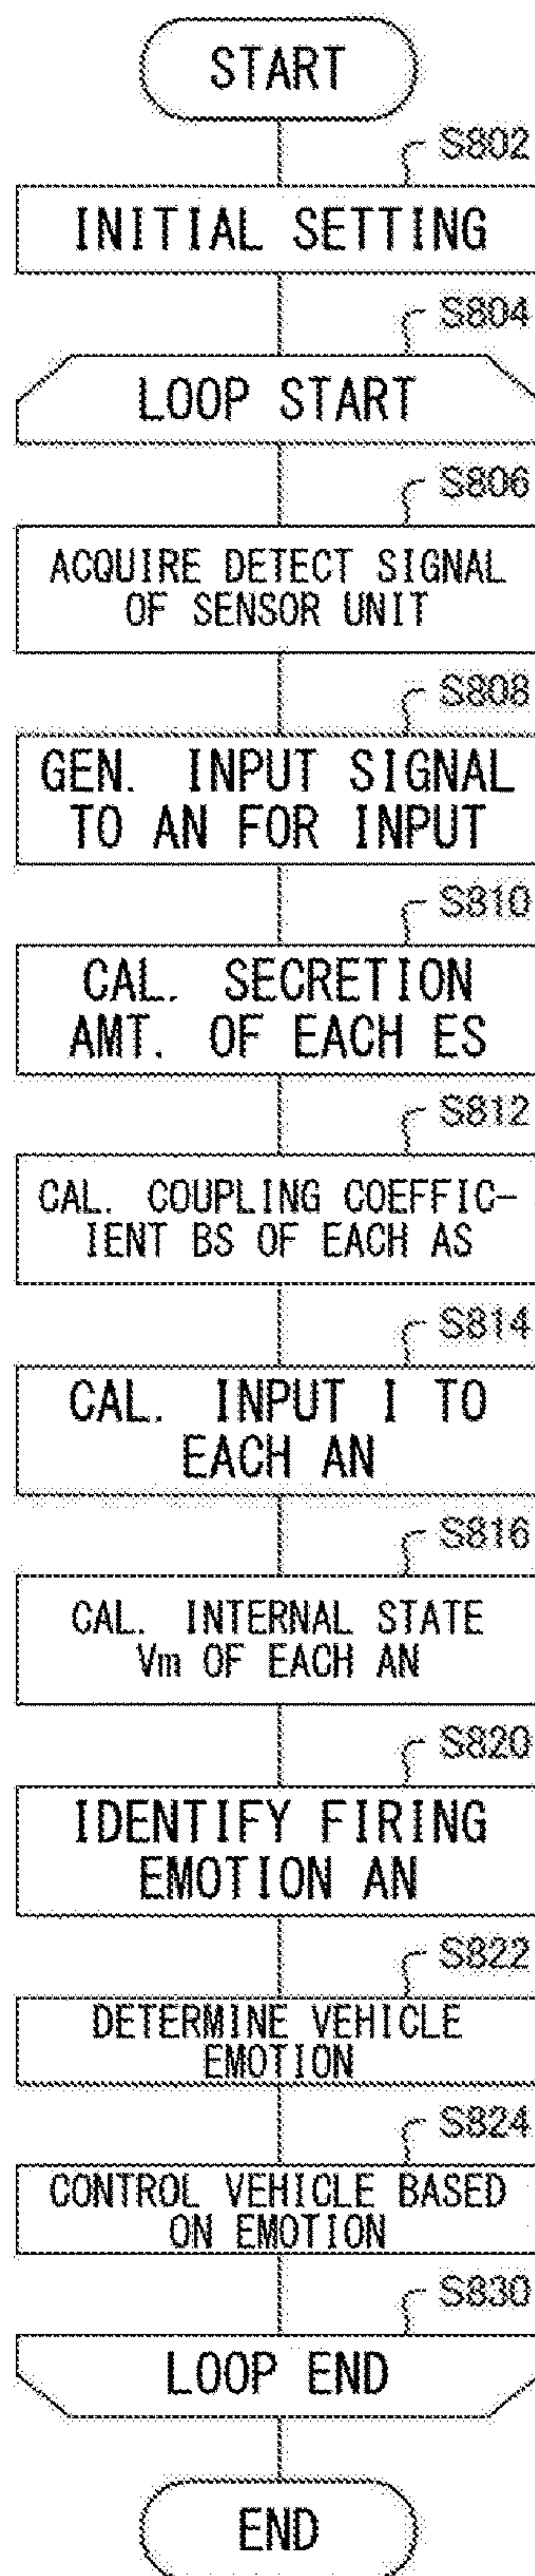 START
S802
INITIAL SETTING
S804
LOOP START
S806
ACQUIRE DETECT SIGNAL
OF SENSOR UNIT
S808
GEN. INPUT SIGNAL
TO AN FOR INPUT
S810
CAL. SECRETION
AMT. OF EACH ES
S812
CAL. COUPLING COEFFIC-
IENT BS OF EACH AS
S814
CAL. INPUT I TO
EACH AN
S816
CAL. INTERNAL STATE
Vm OF EACH AN
S820
IDENTIFY FIRING
EMOTION AN
S822
DETERMINE VEHICLE
EMOTION
S824
CONTROL VEHICLE BASED
ON EMOTION
S830
LOOP END
END